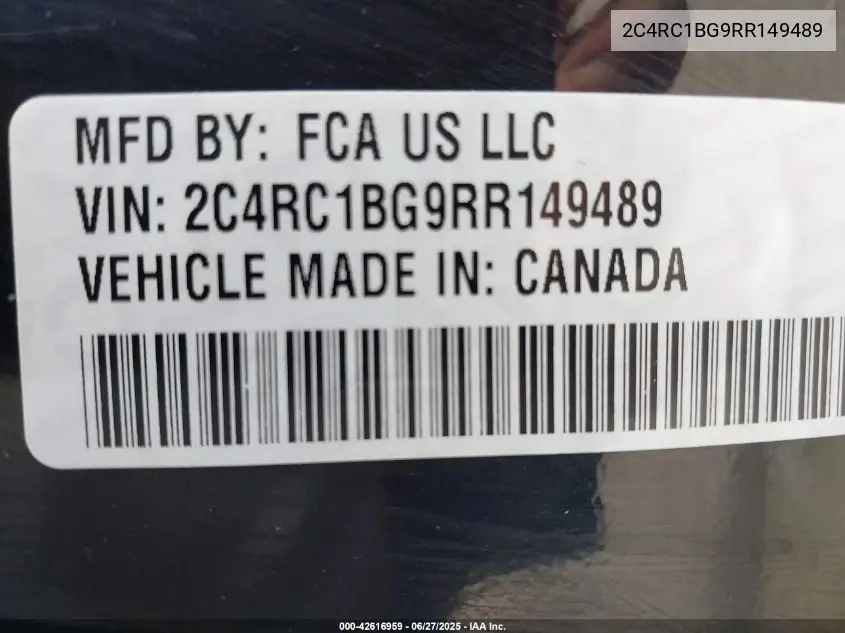 2C4RC1BG9RR149489
MFD BY: FCA US LLC
VIN: 2C4RC1BG9RR149489
VEHICLE MADE IN: CANADA
000-42616959 - 06/27/2025 - IAA Inc.